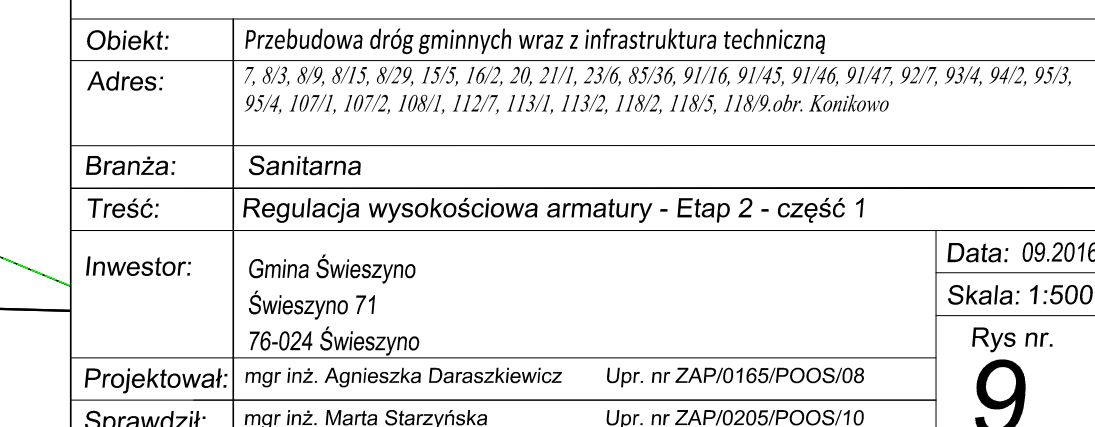 Obiekt: Przebudowa dróg gminnych wraz z infrastruktura techniczną
Adres: 7, 8/3, 8/9, 8/15, 8/29, 15/5, 16/2, 20, 21/1, 23/6, 85/36, 91/16, 91/45, 91/46, 91/47, 92/7, 93/4, 94/2, 95/3,
95/4, 107/1, 107/2, 108/1, 112/7, 113/1, 113/2, 118/2, 118/5, 118/9.obr. Konikowo
Branża: Sanitarna
Treść: Regulacja wysokościowa armatury - Etap 2 - część 1
Inwestor: Gmina Świeszyno
Świeszyno 71
76-024 Świeszyno
Data: 09.2016
Skala: 1:500
Rys nr.
9
Projektował: mgr inż. Agnieszka Daraszkiewicz Upr. nr ZAP/0165/POOS/08
Sprawdził: mgr inż. Marta Starzyńska Upr. nr ZAP/0205/POOS/10